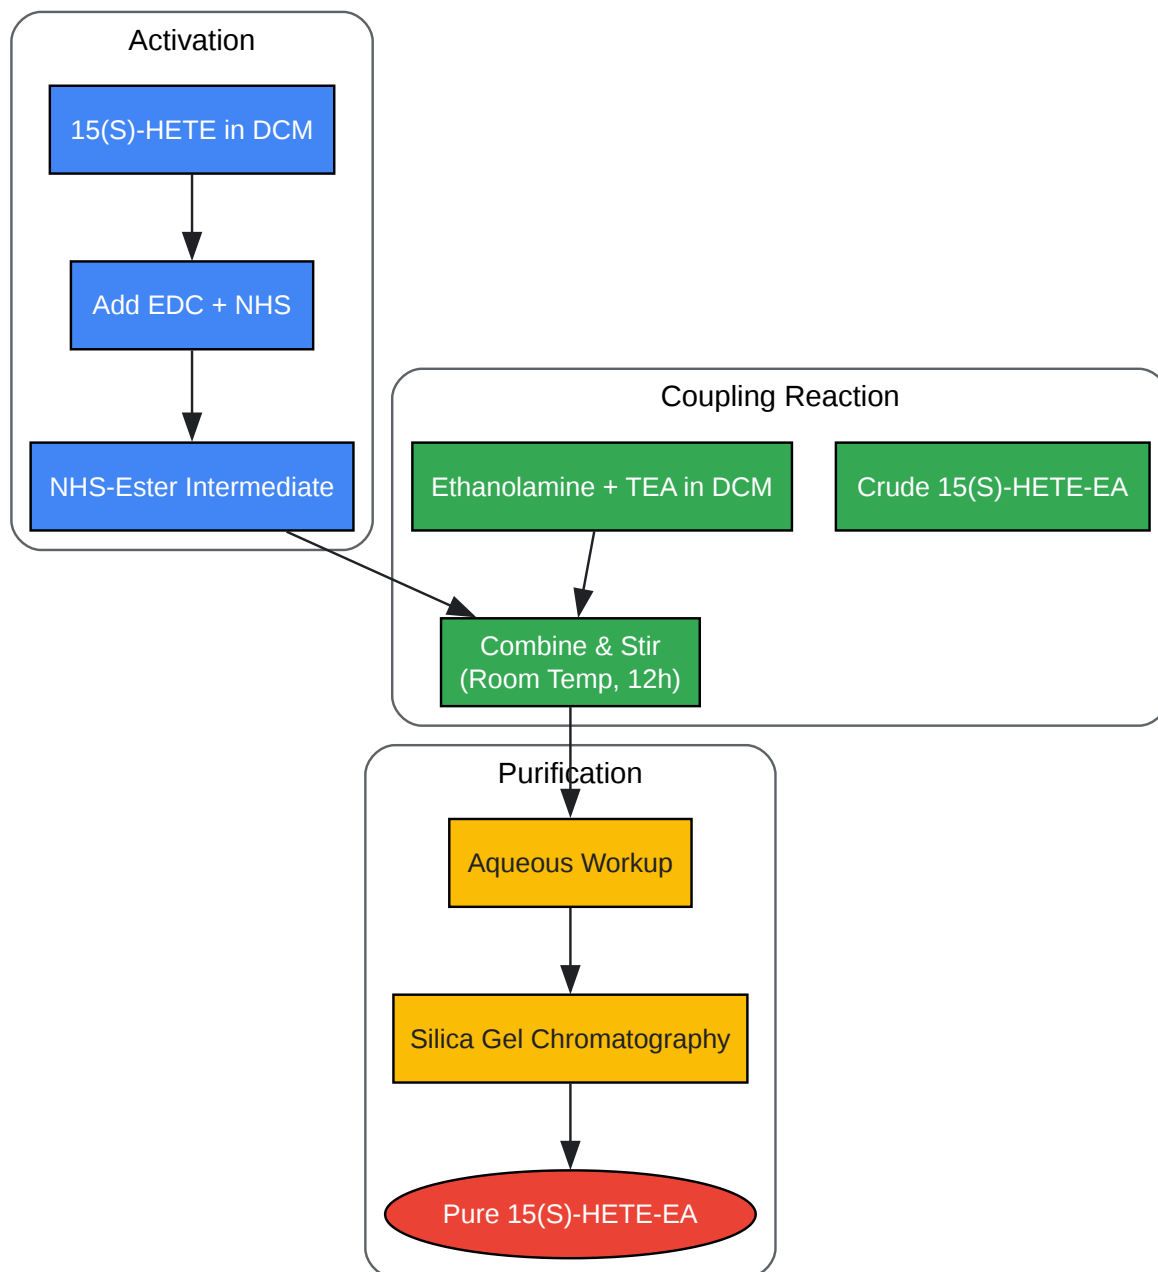 Activation
15(S)-HETE in DCM
Add EDC + NHS
NHS-Ester Intermediate
Coupling Reaction
Ethanolamine + TEA in DCM
Crude 15(S)-HETE-EA
Combine & Stir
(Room Temp, 12h)
Purification
Aqueous Workup
Silica Gel Chromatography
Pure 15(S)-HETE-EA